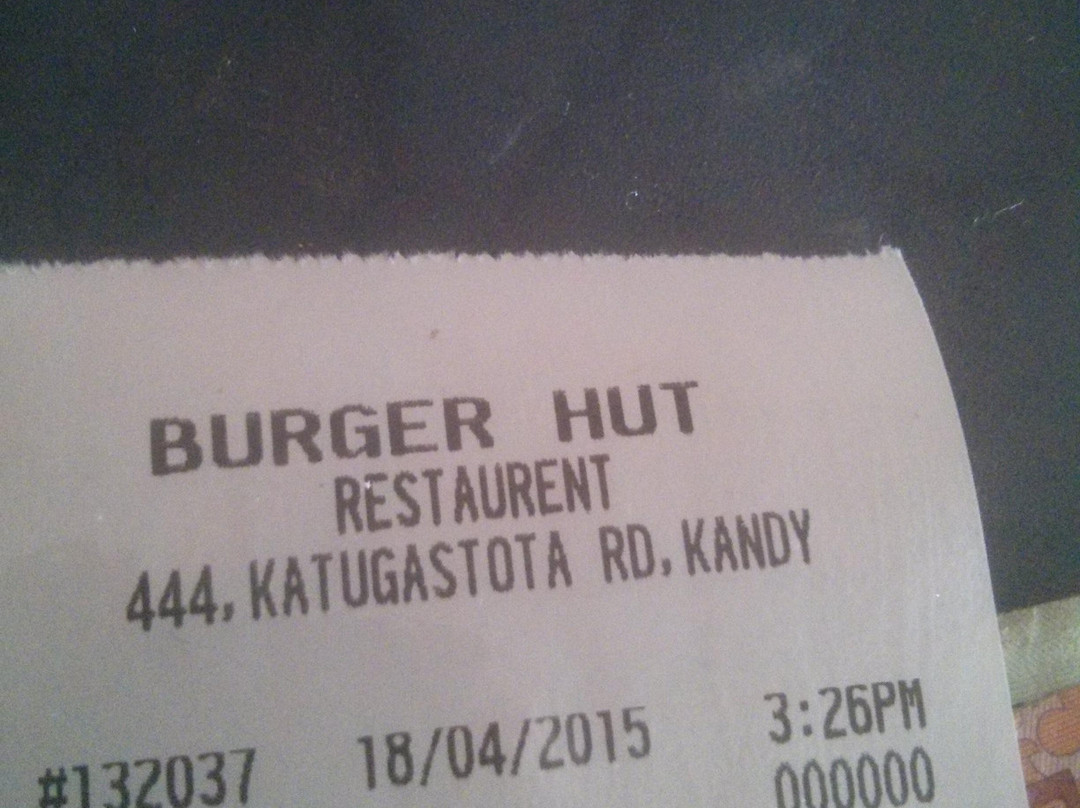 BURGER HUT
RESTAURENT
444, KATUGASTOTA RD, KANDY
#132037 18/04/2015 3:26PM
000000